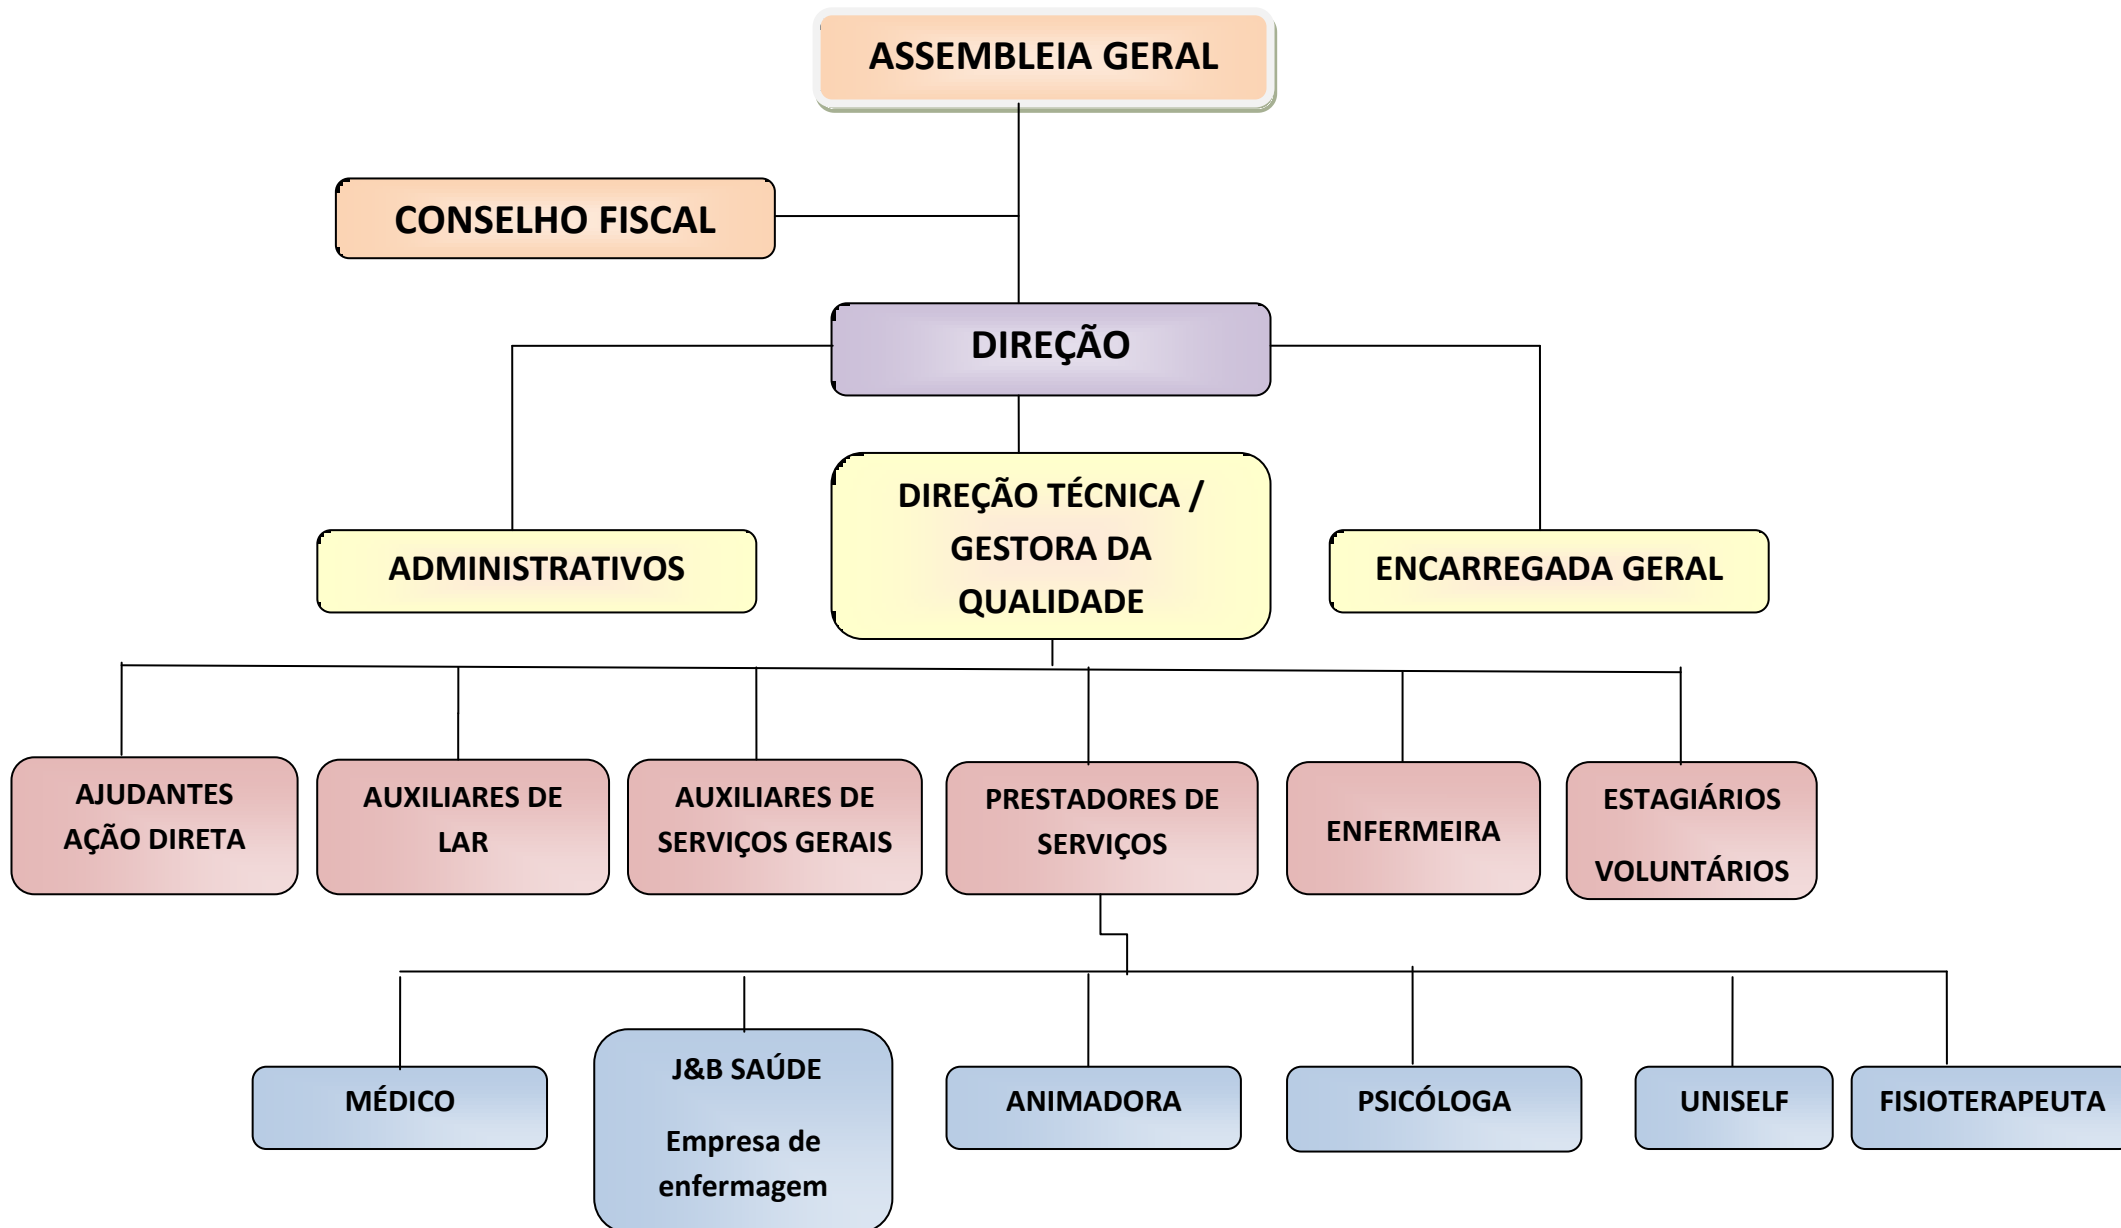 ASSEMBLEIA GERAL
CONSELHO FISCAL
DIREÇÃO
DIREÇÃO TÉCNICA /
GESTORA DA
QUALIDADE
ADMINISTRATIVOS
ENCARREGADA GERAL
AJUDANTES
AÇÃO DIRETA
AUXILIARES DE
LAR
AUXILIARES DE
SERVIÇOS GERAIS
PRESTADORES DE
SERVIÇOS
ENFERMEIRA
ESTAGIÁRIOS
VOLUNTÁRIOS
MÉDICO
J&B SAÚDE
Empresa de
enfermagem
ANIMADORA
PSICÓLOGA
UNISELF
FISIOTERAPEUTA